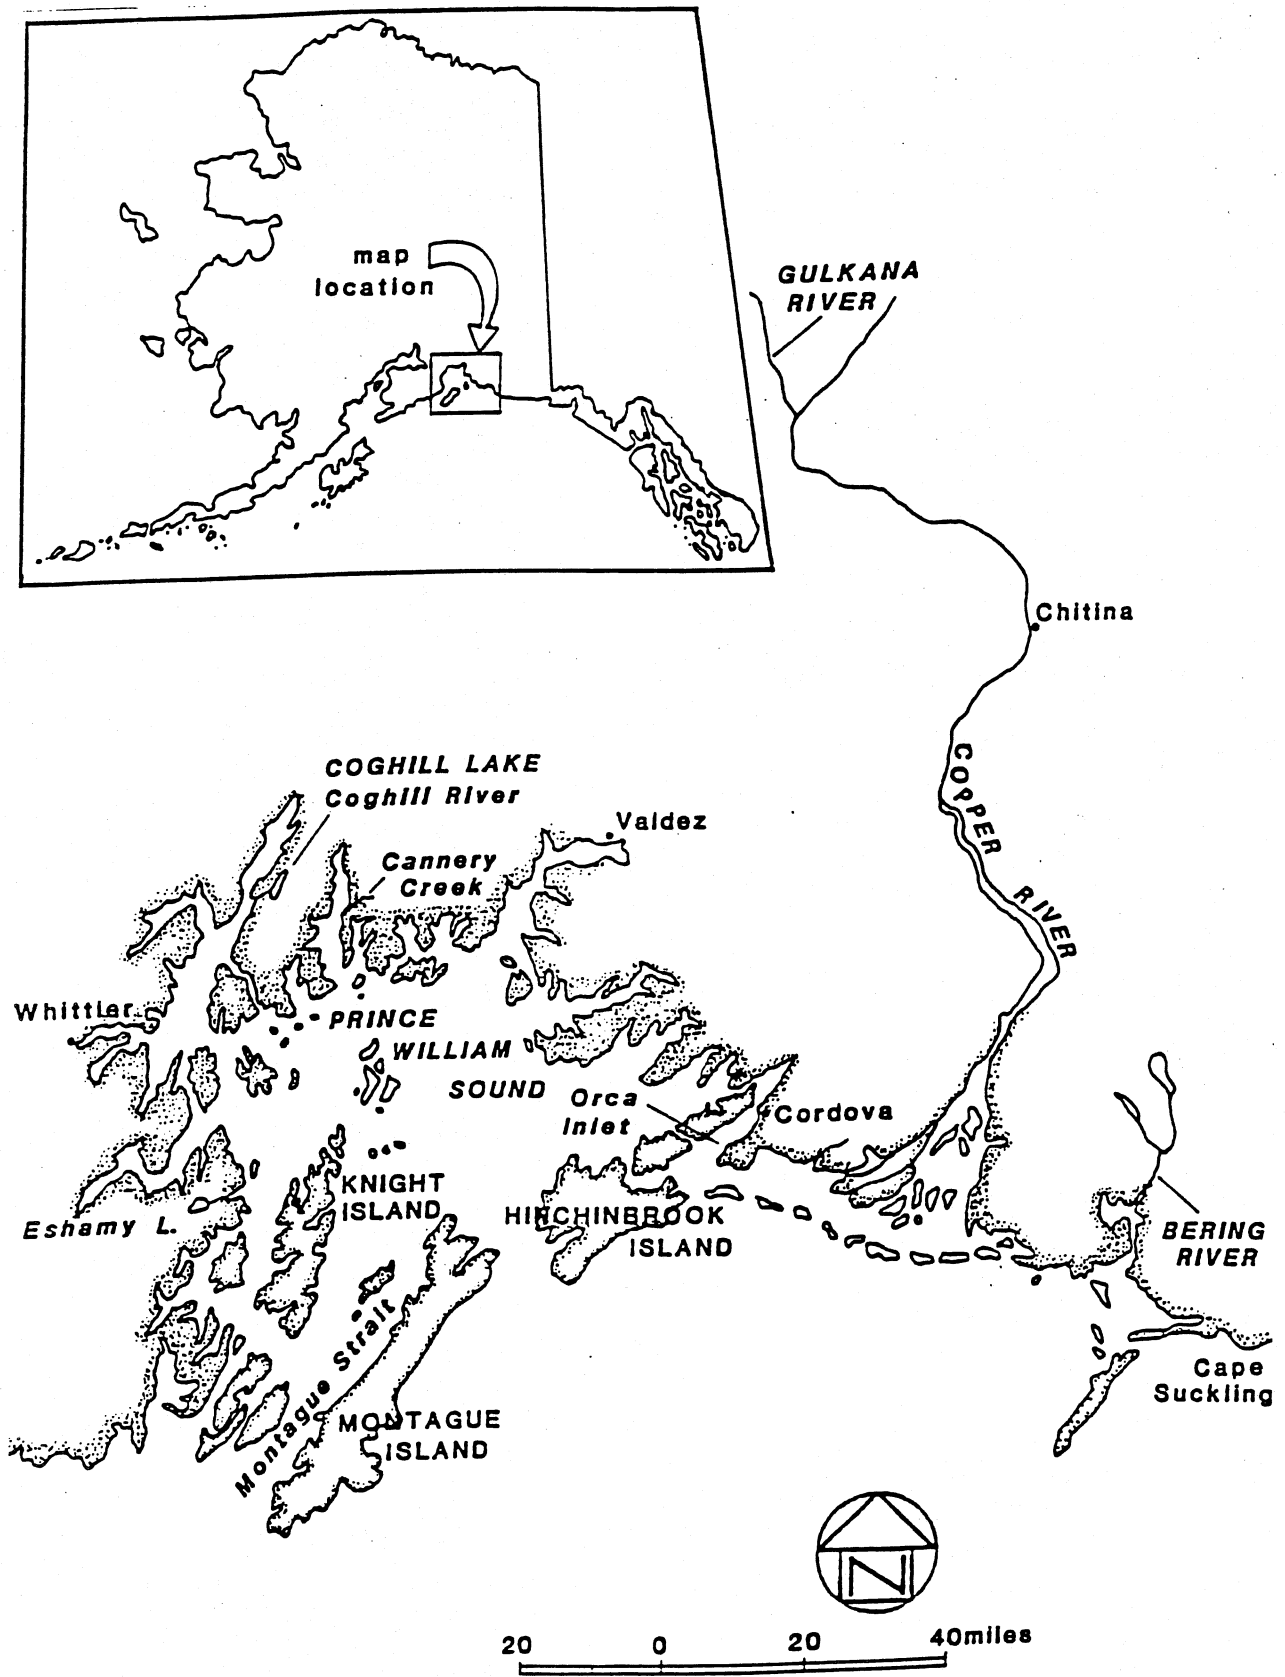 map
location
GULKANA
RIVER
Chitina
COPPER
RIVER
COGHILL LAKE
Coghill River
Valdez
Cannery
Creek
Whittier
PRINCE
WILLIAM
SOUND
Orca
Inlet
Cordova
KNIGHT
ISLAND
Eshamy L.
HINCHINBROOK
ISLAND
BERING
RIVER
Montague Strait
Cape
Suckling
MONTAGUE
ISLAND
N
20 0 20 40miles